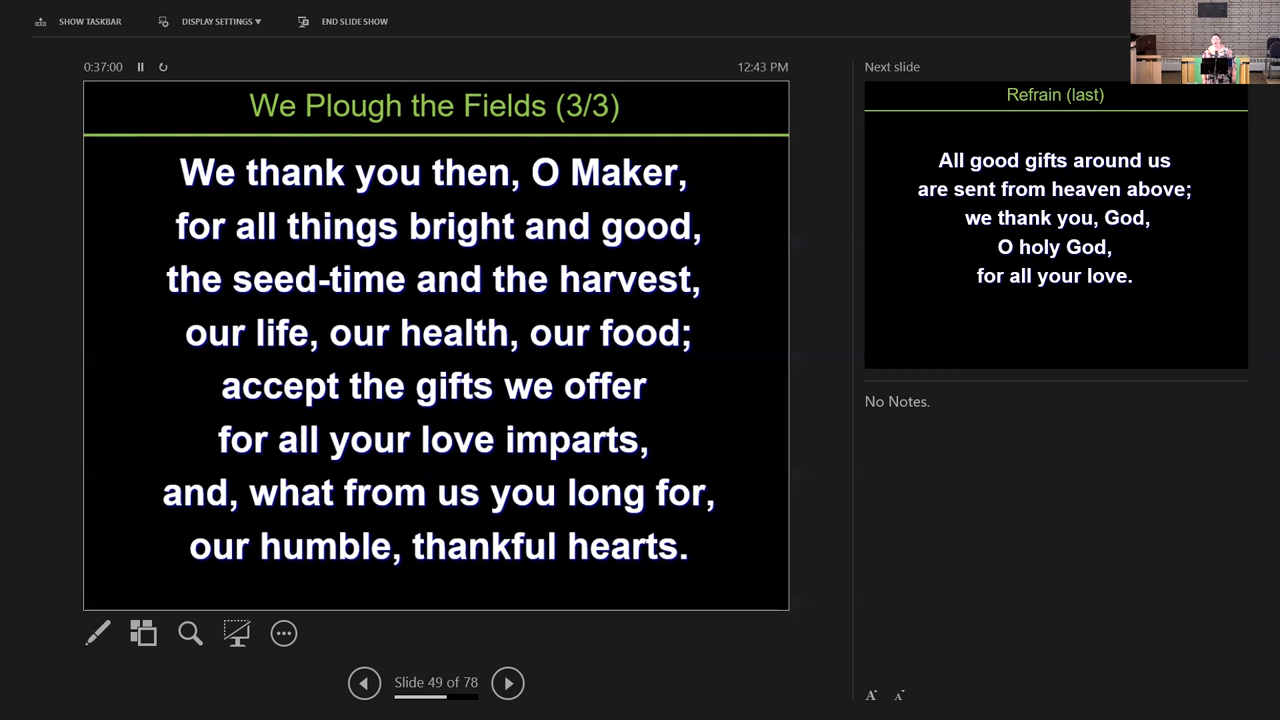 SHOW TASKBAR
DISPLAY SETTINGS
END SLIDE SHOW
0:37:00
12:43 PM
We Plough the Fields (3/3)
We thank you then, O Maker,
for all things bright and good,
the seed-time and the harvest,
our life, our health, our food;
accept the gifts we offer
for all your love imparts,
and, what from us you long for,
our humble, thankful hearts.
Slide 49 of 78
Next slide
Refrain (last)
All good gifts around us
are sent from heaven above;
we thank you, God,
O holy God,
for all your love.
No Notes.
A A